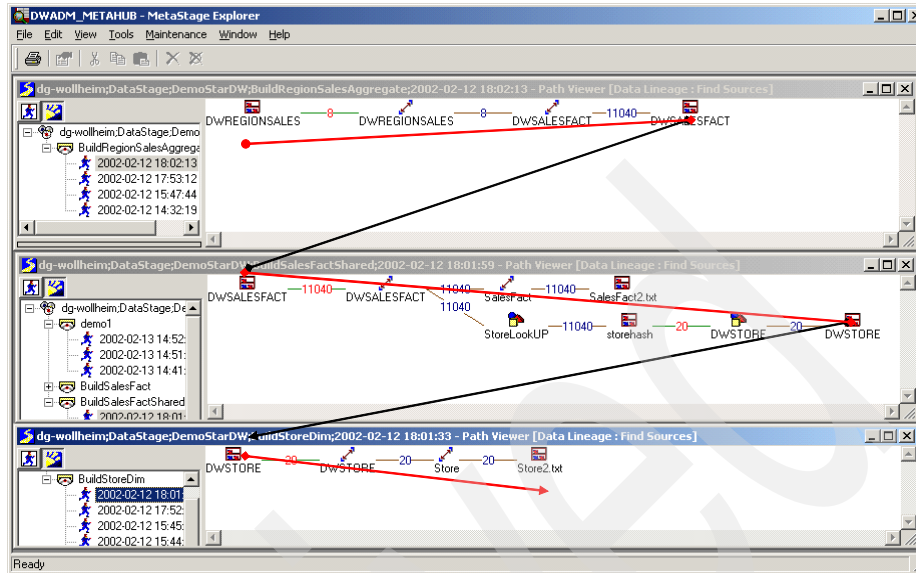 DWADM_METAHUB - MetaStage Explorer
File Edit View Tools Maintenance Window Help
dg-wollheim;DataStage;DemoStarDW;BuildRegionSalesAggregate;2002-02-12 18:02:13 - Path Viewer [Data Lineage : Find Sources]
dg-wollheim;DataStage;Demo
BuildRegionSalesAggrega
2002-02-12 18:02:13
2002-02-12 17:53:12
2002-02-12 15:47:44
2002-02-12 14:32:19
DWREGIONSALES 8 DWREGIONSALES 8 DWSALESFACT 11040 DWSALESFACT
dg-wollheim;DataStage;DemoStarDW;BuildSalesFactShared;2002-02-12 18:01:59 - Path Viewer [Data Lineage : Find Sources]
dg-wollheim;DataStage;De
demo1
2002-02-13 14:52:
2002-02-13 14:51:
2002-02-13 14:41:
BuildSalesFact
BuildSalesFactShared
2002-02-12 18:01:
DWSALESFACT 11040 DWSALESFACT 11040 SalesFact 11040 SalesFact2.txt
11040
StoreLookUP 11040 storehash 20 DWSTORE 20 DWSTORE
dg-wollheim;DataStage;DemoStarDW;BuildStoreDim;2002-02-12 18:01:33 - Path Viewer [Data Lineage : Find Sources]
BuildStoreDim
2002-02-12 18:01:
2002-02-12 17:52:
2002-02-12 15:45:
2002-02-12 15:44:
DWSTORE 20 DWSTORE 20 Store 20 Store2.txt
Ready